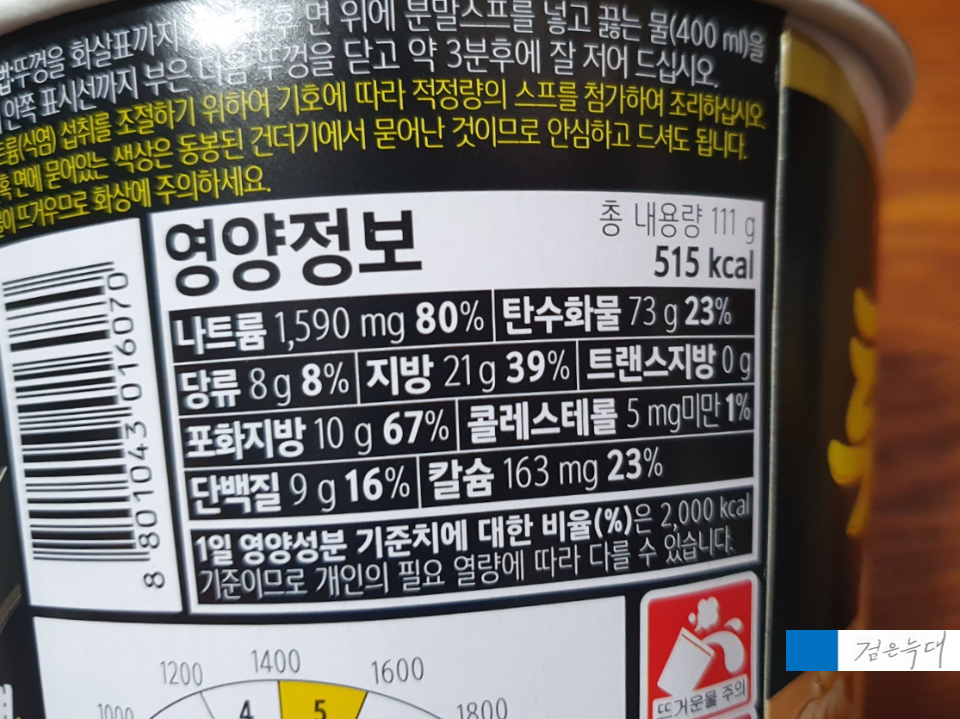 법:뚜껑을 화살표까지 후 면 위에 분말스프를 넣고 끓는 물(400 ml)을
안쪽 표시선까지 부은 다음 뚜껑을 닫고 약 3분후에 잘 저어 드십시오.
트륨(식염) 섭취를 조절하기 위하여 기호에 따라 적정량의 스프를 첨가하여 조리하십시오.
혹 면에 묻어있는 색상은 동봉된 건더기에서 묻어난 것이므로 안심하고 드셔도 됩니다.
뜨거우므로 화상에 주의하세요.
영양정보
총 내용량 111 g
515 kcal
나트륨 1,590 mg 80% 탄수화물 73 g 23%
당류 8 g 8% 지방 21 g 39% 트랜스지방 0 g
포화지방 10 g 67% 콜레스테롤 5 mg미만 1%
단백질 9 g 16% 칼슘 163 mg 23%
1일 영양성분 기준치에 대한 비율(%)은 2,000 kcal
기준이므로 개인의 필요 열량에 따라 다를 수 있습니다.
8 801043 016070
1000 1200 1400 1600 1800
4 5
뜨거운물 주의
검은늑대